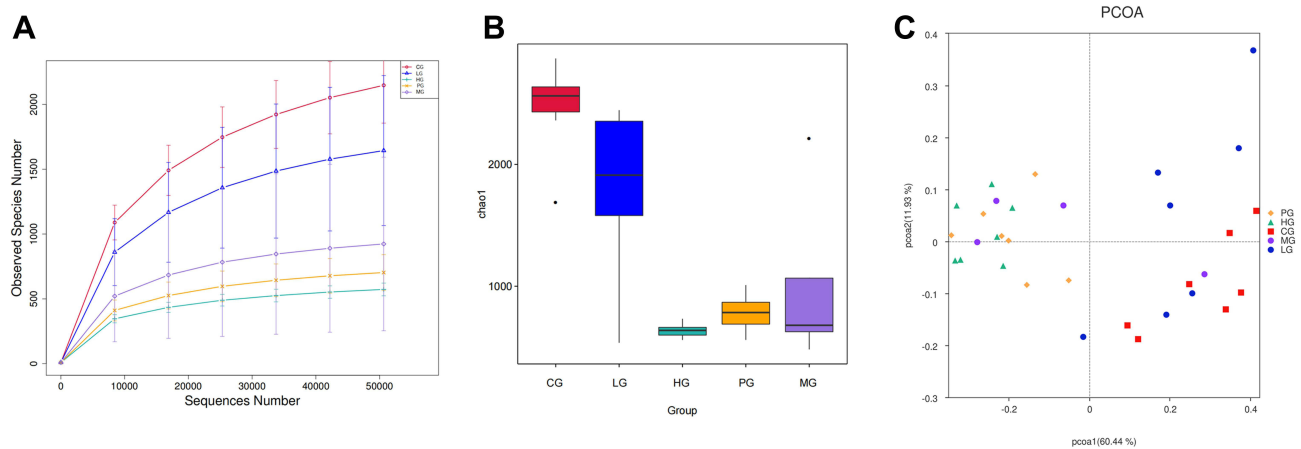 A
CG
LG
HG
PG
MG
Observed Species Number
2000
1500
1000
500
0
0 10000 20000 30000 40000 50000
Sequences Number
B
chao1
2000
1000
CG LG HG PG MG
Group
C
PCOA
pcoa2(11.93 %)
0.4
0.3
0.2
0.1
0
-0.1
-0.2
-0.3
-0.2 0 0.2 0.4
pcoa1(60.44 %)
PG
HG
CG
MG
LG